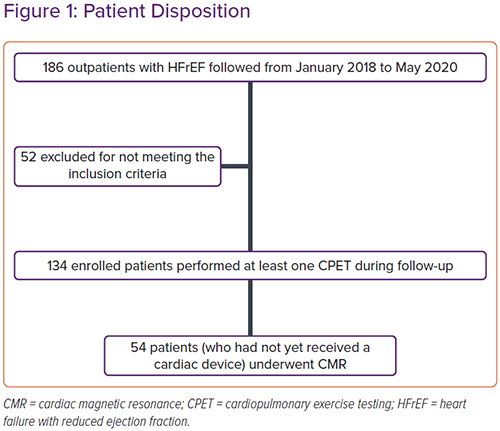 Figure 1: Patient Disposition
186 outpatients with HFrEF followed from January 2018 to May 2020
52 excluded for not meeting the
inclusion criteria
134 enrolled patients performed at least one CPET during follow-up
54 patients (who had not yet received a
cardiac device) underwent CMR
CMR = cardiac magnetic resonance; CPET = cardiopulmonary exercise testing; HFrEF = heart
failure with reduced ejection fraction.